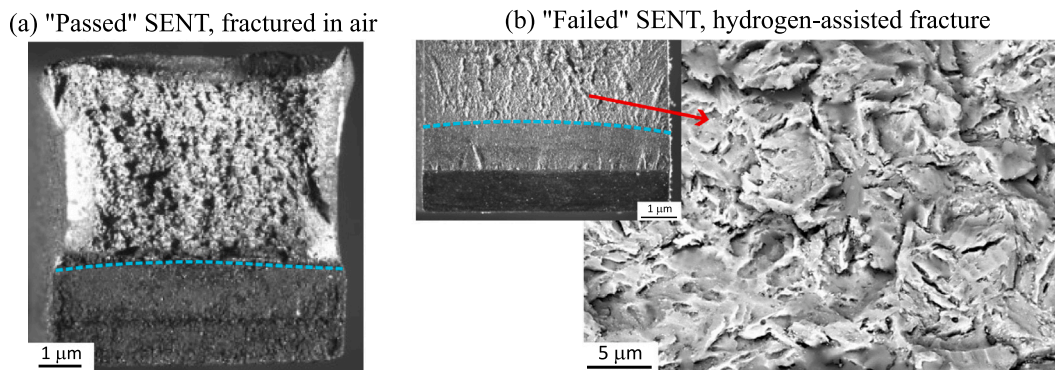 (a) "Passed" SENT, fractured in air
(b) "Failed" SENT, hydrogen-assisted fracture
1 μm
1 μm
5 μm